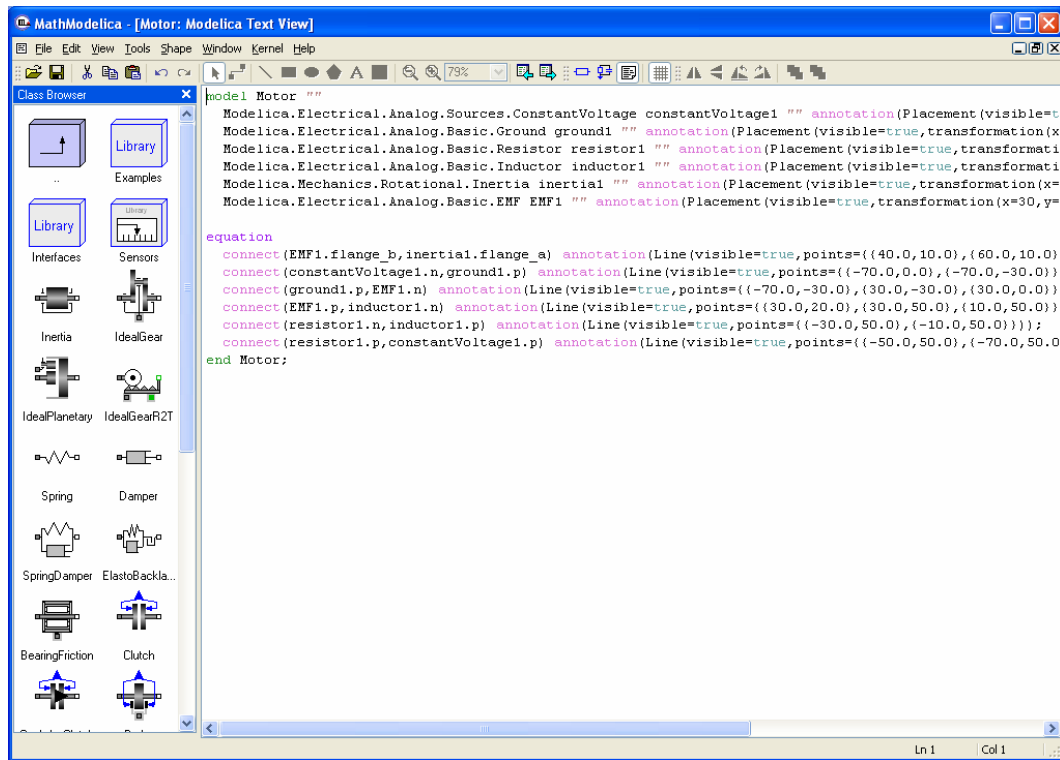 MathModelica - [Motor: Modelica Text View]
File Edit View Tools Shape Window Kernel Help
79%
Class Browser
..
Library
Examples
Library
Interfaces
Library
Sensors
Inertia
IdealGear
IdealPlanetary
IdealGearR2T
Spring
Damper
SpringDamper
ElastoBackla...
BearingFriction
Clutch
model Motor ""
Modelica.Electrical.Analog.Sources.ConstantVoltage constantVoltage1 "" annotation(Placement(visible=t
Modelica.Electrical.Analog.Basic.Ground ground1 "" annotation(Placement(visible=true,transformation(x
Modelica.Electrical.Analog.Basic.Resistor resistor1 "" annotation(Placement(visible=true,transformati
Modelica.Electrical.Analog.Basic.Inductor inductor1 "" annotation(Placement(visible=true,transformati
Modelica.Mechanics.Rotational.Inertia inertia1 "" annotation(Placement(visible=true,transformation(x=
Modelica.Electrical.Analog.Basic.EMF EMF1 "" annotation(Placement(visible=true,transformation(x=30,y=
equation
connect(EMF1.flange_b,inertia1.flange_a) annotation(Line(visible=true,points={{40.0,10.0},{60.0,10.0}
connect(constantVoltage1.n,ground1.p) annotation(Line(visible=true,points={{-70.0,0.0},{-70.0,-30.0}}
connect(ground1.p,EMF1.n) annotation(Line(visible=true,points={{-70.0,-30.0},{30.0,-30.0},{30.0,0.0}}
connect(EMF1.p,inductor1.n) annotation(Line(visible=true,points={{30.0,20.0},{30.0,50.0},{10.0,50.0}}
connect(resistor1.n,inductor1.p) annotation(Line(visible=true,points={{-30.0,50.0},{-10.0,50.0}}));
connect(resistor1.p,constantVoltage1.p) annotation(Line(visible=true,points={{-50.0,50.0},{-70.0,50.0
end Motor;
Ln 1 Col 1